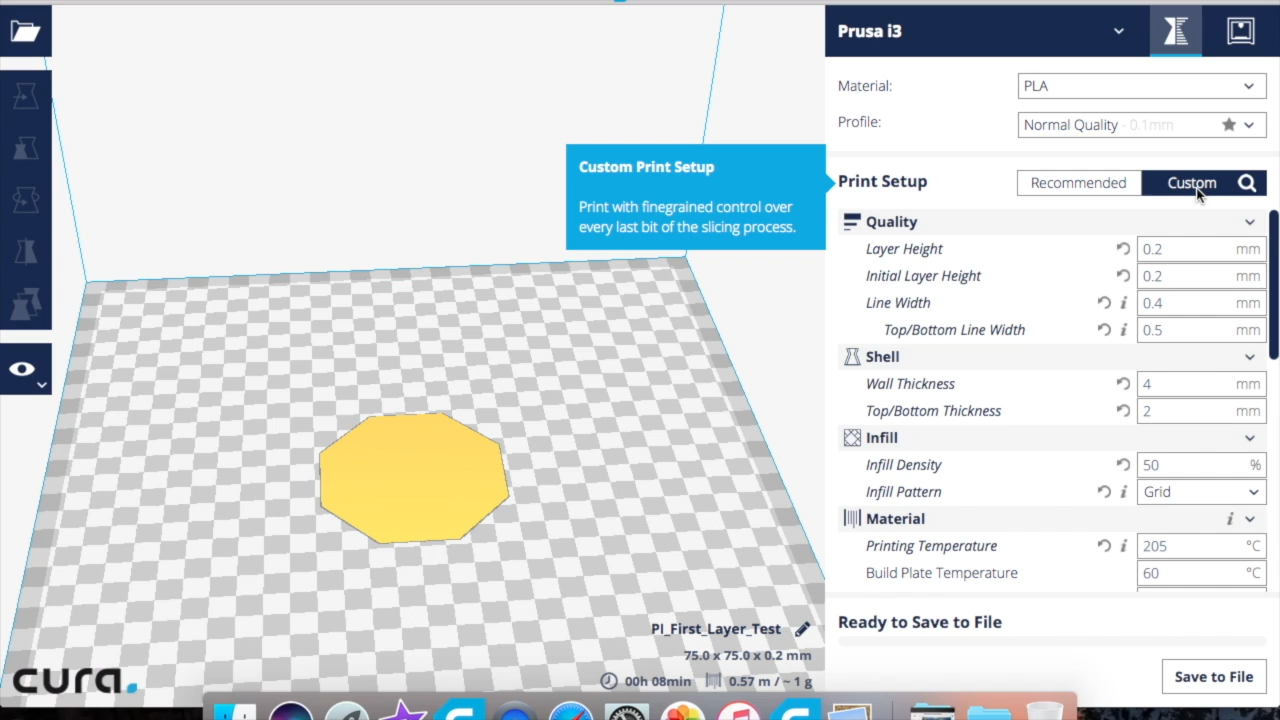 Prusa i3
Material:
PLA
Profile:
Normal Quality - 0.1mm
Custom Print Setup
Print with finegrained control over
every last bit of the slicing process.
Print Setup
Recommended
Custom
Quality
Layer Height
0.2 mm
Initial Layer Height
0.2 mm
Line Width
i
0.4 mm
Top/Bottom Line Width
i
0.5 mm
Shell
Wall Thickness
4 mm
Top/Bottom Thickness
2 mm
Infill
Infill Density
50 %
Infill Pattern
i
Grid
Material
i
Printing Temperature
i
205 °C
Build Plate Temperature
60 °C
PI_First_Layer_Test
75.0 x 75.0 x 0.2 mm
00h 08min
0.57 m / ~ 1 g
Ready to Save to File
Save to File
cura.